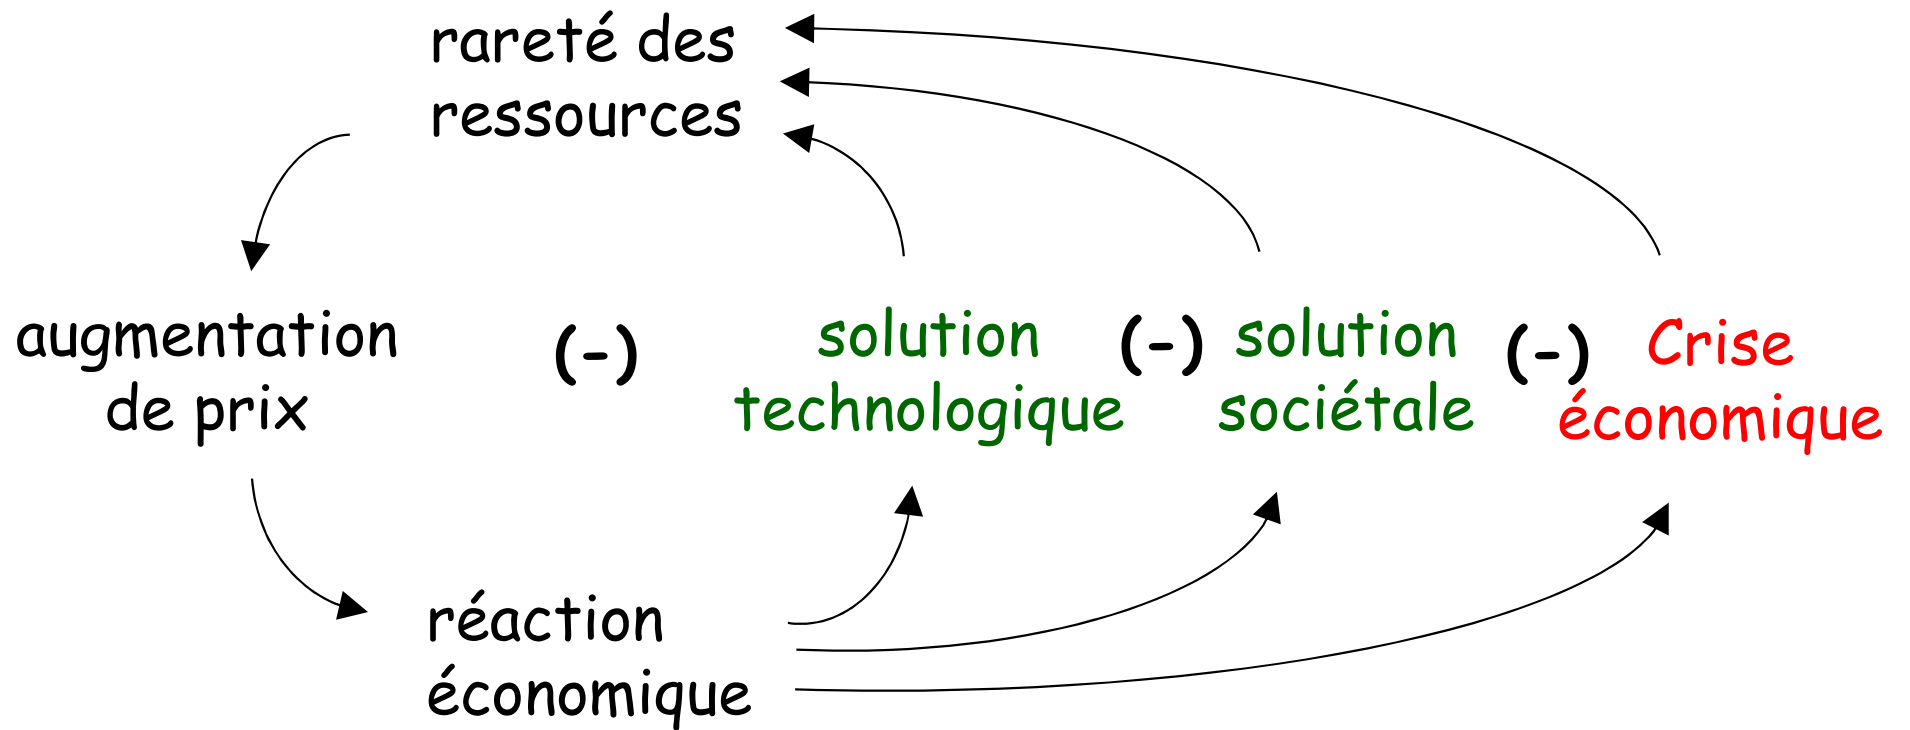 rareté des
ressources
augmentation
de prix
(-)
solution
technologique
(-)
solution
sociétale
(-)
Crise
économique
réaction
économique